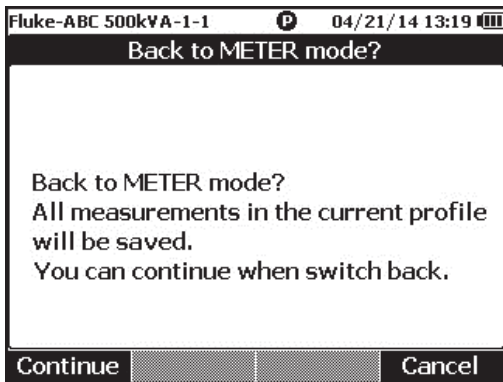 Fluke-ABC 500kVA-1-1 P 04/21/14 13:19
Back to METER mode?
Back to METER mode?
All measurements in the current profile
will be saved.
You can continue when switch back.
Continue Cancel